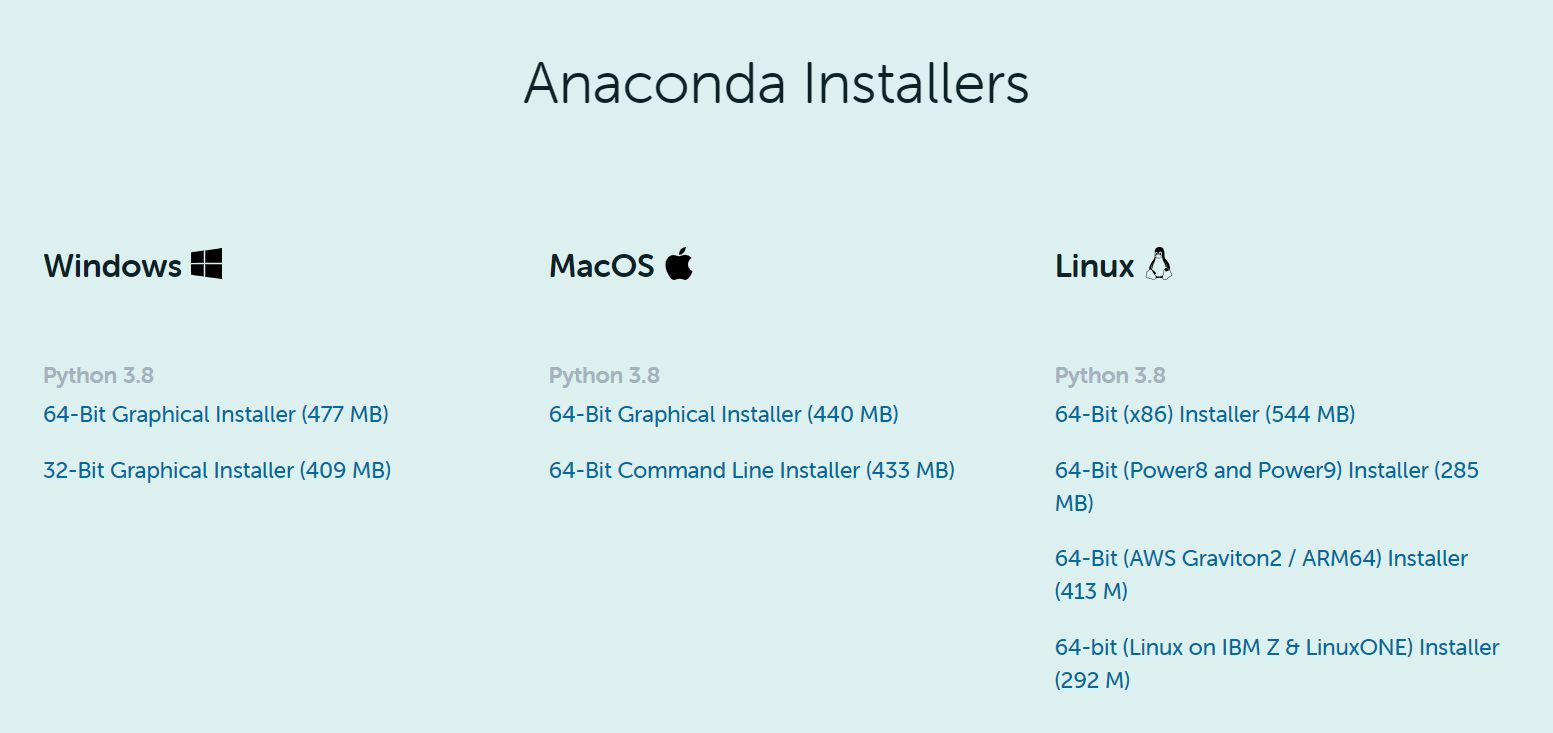 Anaconda Installers
Windows
Python 3.8
64-Bit Graphical Installer (477 MB)
32-Bit Graphical Installer (409 MB)
MacOS
Python 3.8
64-Bit Graphical Installer (440 MB)
64-Bit Command Line Installer (433 MB)
Linux
Python 3.8
64-Bit (x86) Installer (544 MB)
64-Bit (Power8 and Power9) Installer (285
MB)
64-Bit (AWS Graviton2 / ARM64) Installer
(413 M)
64-bit (Linux on IBM Z & LinuxONE) Installer
(292 M)